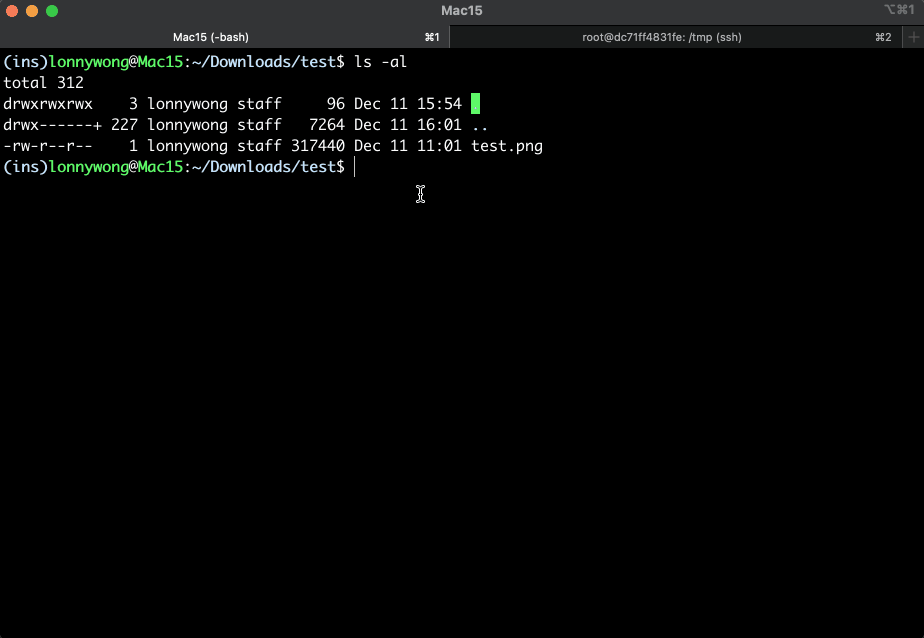 Mac15
⌥⌘1
Mac15 (-bash) ⌘1 root@dc71ff4831fe: /tmp (ssh) ⌘2 +
(ins)lonnywong@Mac15:~/Downloads/test$ ls -al
total 312
drwxrwxrwx    3 lonnywong staff     96 Dec 11 15:54
drwx------+ 227 lonnywong staff   7264 Dec 11 16:01 ..
-rw-r--r--    1 lonnywong staff 317440 Dec 11 11:01 test.png
(ins)lonnywong@Mac15:~/Downloads/test$